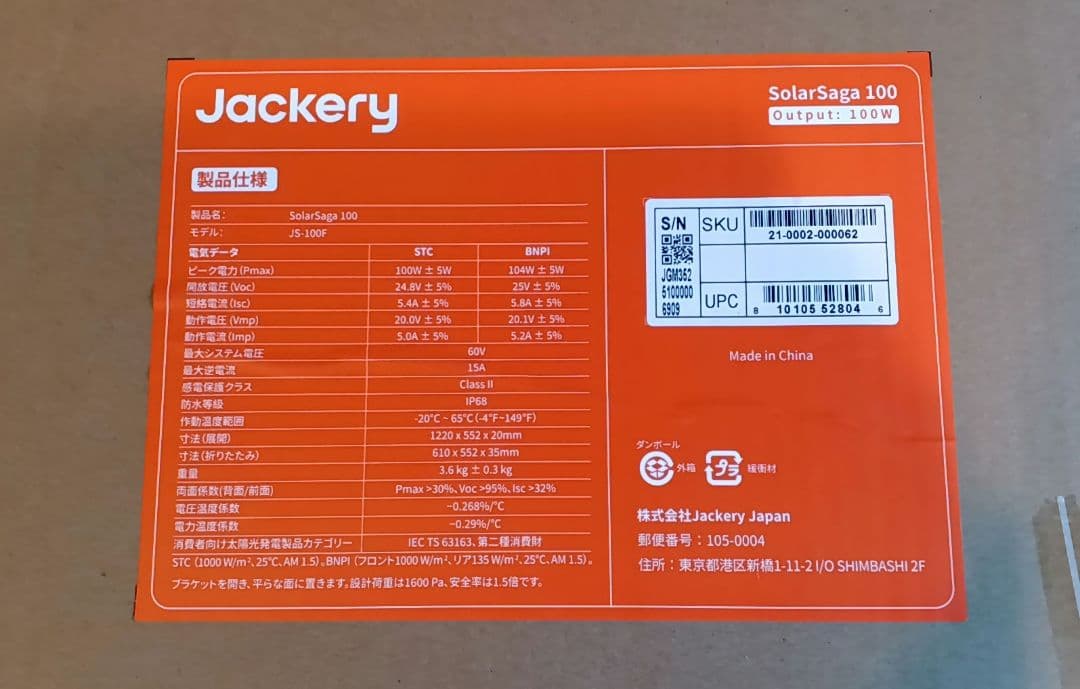 Jackery
SolarSaga 100
Output: 100W
製品仕様
製品名: SolarSaga 100
モデル: JS-100F
電気データ STC BNPI
ピーク電力(Pmax) 100W ± 5W 104W ± 5W
開放電圧(Voc) 24.8V ± 5% 25V ± 5%
短絡電流(Isc) 5.4A ± 5% 5.8A ± 5%
動作電圧(Vmp) 20.0V ± 5% 20.1V ± 5%
動作電流(Imp) 5.0A ± 5% 5.2A ± 5%
最大システム電圧 60V
最大逆電流 15A
感電保護クラス Class II
防水等級 IP68
作動温度範囲 -20°C ~ 65°C(-4°F~149°F)
寸法(展開) 1220 x 552 x 20mm
寸法(折りたたみ) 610 x 552 x 35mm
重量 3.6 kg ± 0.3 kg
両面係数(背面/前面) Pmax >30%, Voc >95%, Isc >32%
電圧温度係数 -0.268%/°C
電力温度係数 -0.29%/°C
消費者向け太陽光発電製品カテゴリー IEC TS 63163、第二種消費財
STC (1000 W/m², 25°C, AM 1.5)。BNPI (フロント1000 W/m²、リア135 W/m²、25°C、AM 1.5)。
ブラケットを開き、平らな面に置きます。設計荷重は1600 Pa、安全率は1.5倍です。
S/N
JGM352
5100000
6909
SKU
21-0002-000062
UPC
8 10105 52804 6
Made in China
ダンボール
外箱
プラ
緩衝材
株式会社Jackery Japan
郵便番号：105-0004
住所：東京都港区新橋1-11-2 I/O SHIMBASHI 2F